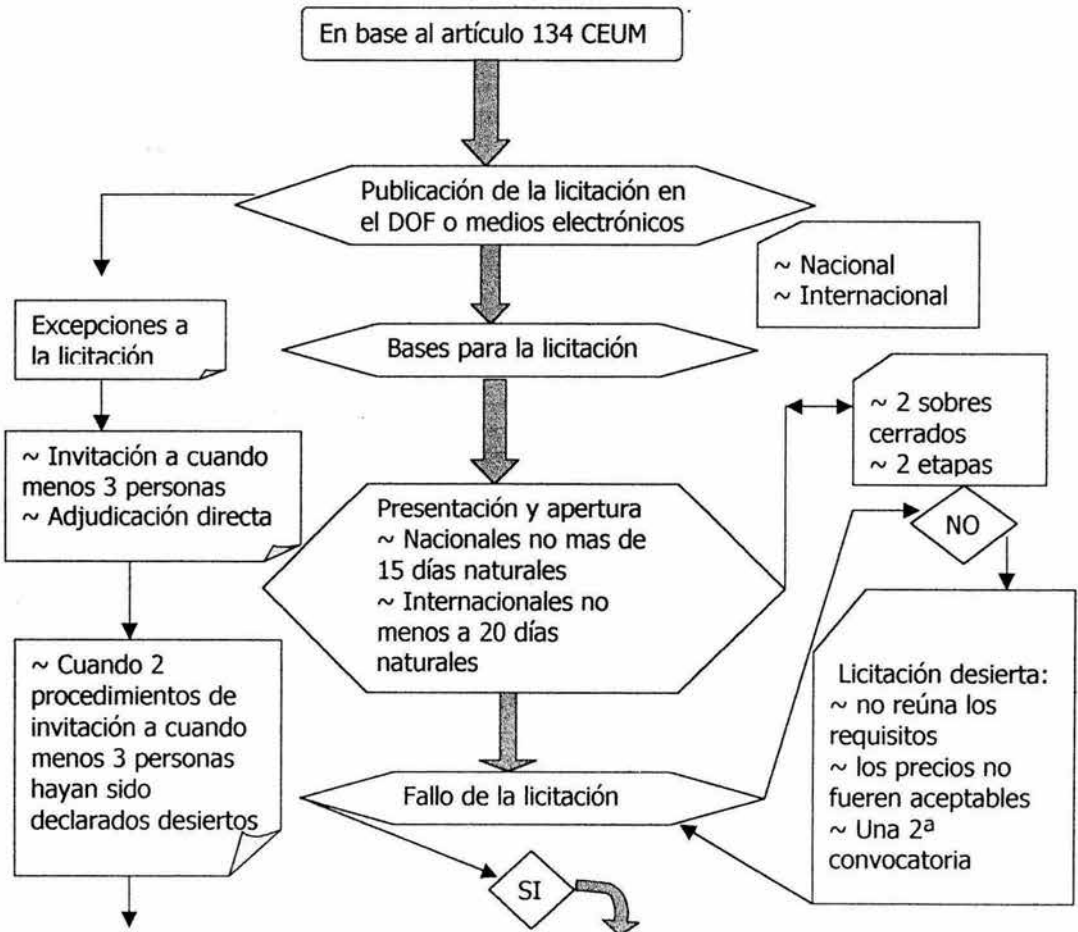 En base al artículo 134 CEUM
Publicación de la licitación en
el DOF o medios electrónicos
~ Nacional
~ Internacional
Excepciones a
la licitación
Bases para la licitación
~ 2 sobres
cerrados
~ 2 etapas
~ Invitación a cuando
menos 3 personas
~ Adjudicación directa
Presentación y apertura
~ Nacionales no mas de
15 días naturales
~ Internacionales no
menos a 20 días
naturales
NO
~ Cuando 2
procedimientos de
invitación a cuando
menos 3 personas
hayan sido
declarados desiertos
Licitación desierta:
~ no reúna los
requisitos
~ los precios no
fueren aceptables
~ Una 2ª
convocatoria
Fallo de la licitación
SI